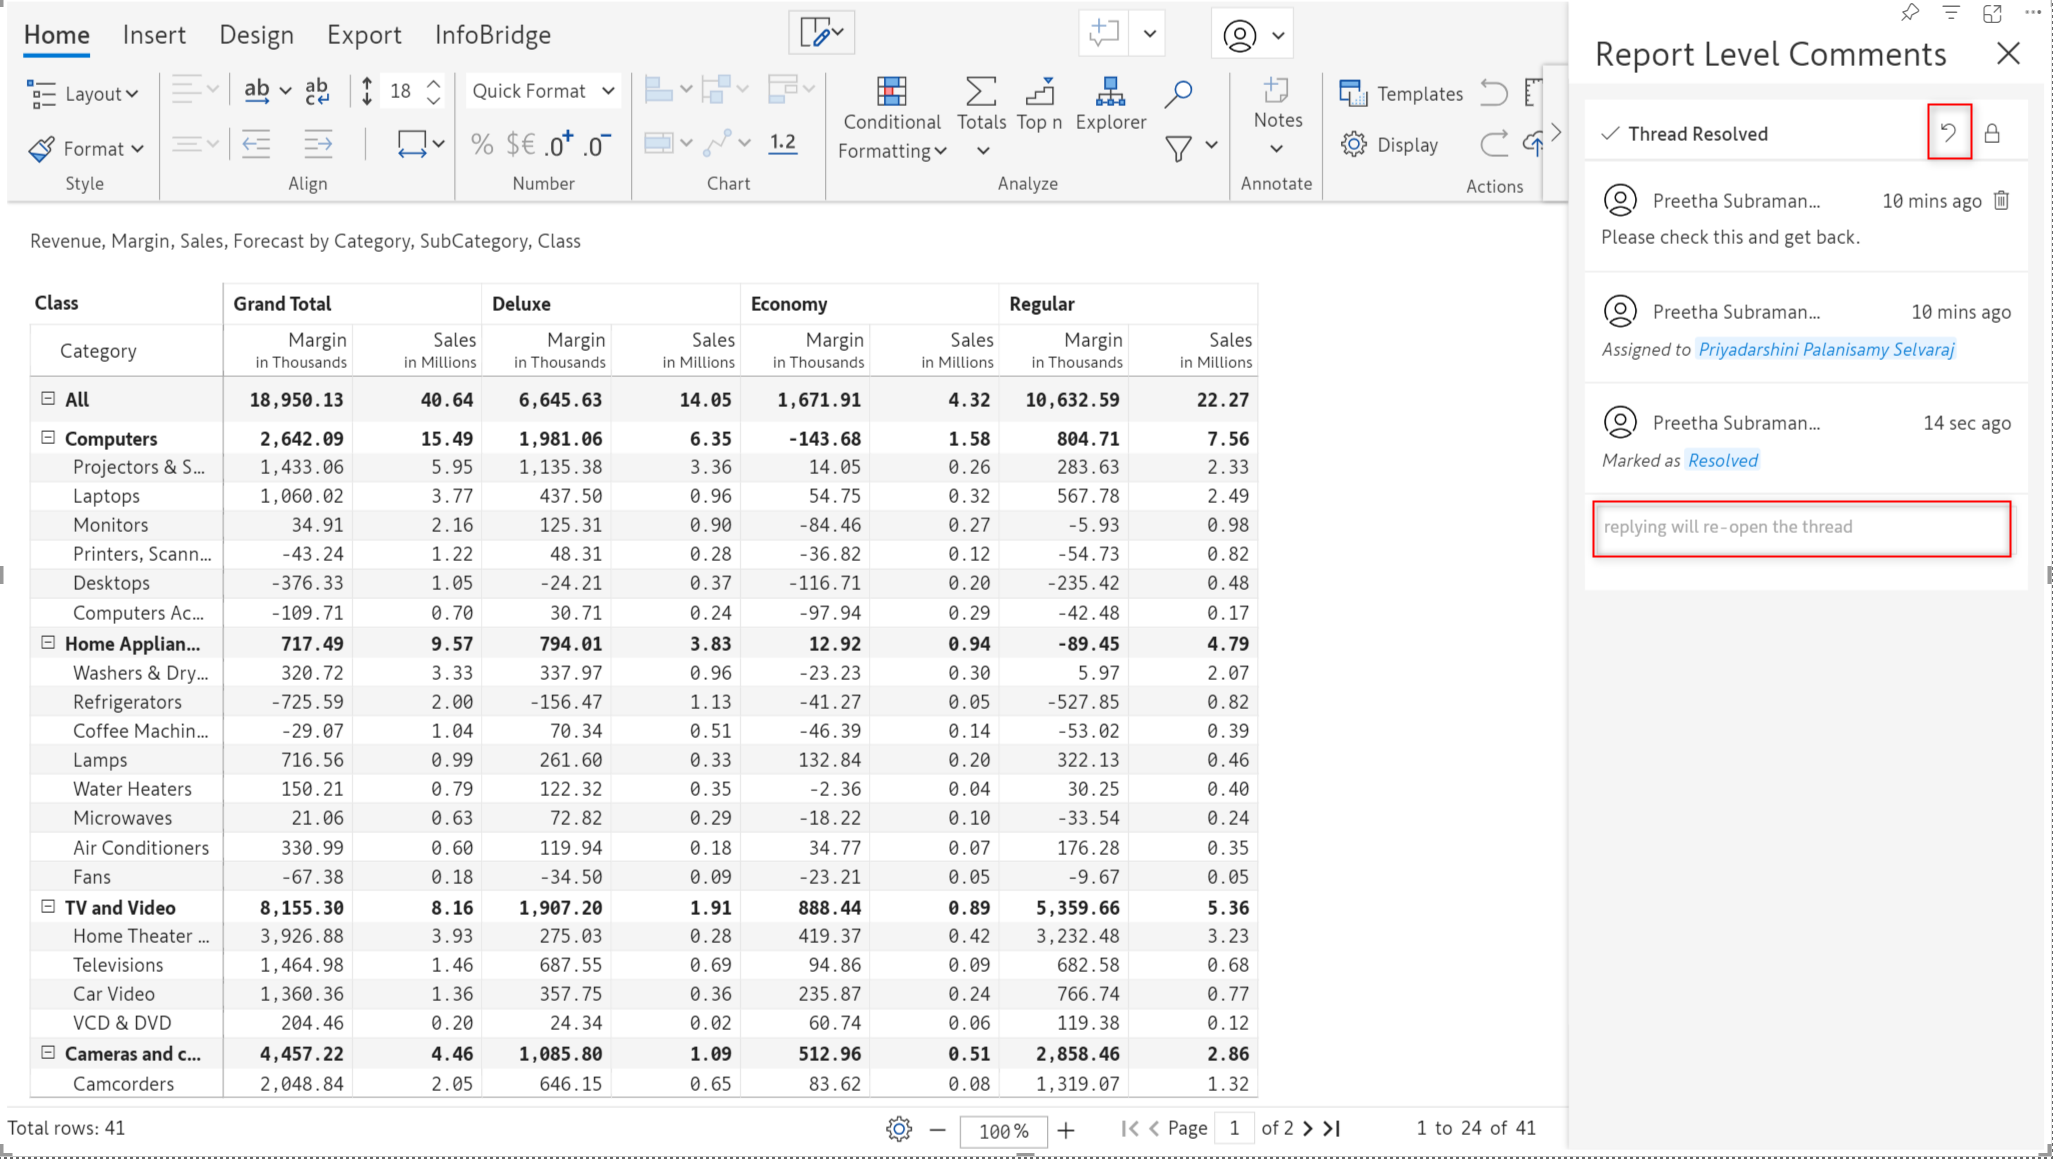 Home Insert Design Export InfoBridge
Layout ab ab c 18 Quick Format
Format % $€ .0+ .0- 1.2
Conditional Formatting Totals Top n Explorer Notes Templates Display
Style Align Number Chart Analyze Annotate Actions
Revenue, Margin, Sales, Forecast by Category, SubCategory, Class
Class Grand Total Deluxe Economy Regular
Category Margin Sales Margin Sales Margin Sales Margin Sales
in Thousands in Millions in Thousands in Millions in Thousands in Millions in Thousands in Millions
All 18,950.13 40.64 6,645.63 14.05 1,671.91 4.32 10,632.59 22.27
Computers 2,642.09 15.49 1,981.06 6.35 -143.68 1.58 804.71 7.56
Projectors & S... 1,433.06 5.95 1,135.38 3.36 14.05 0.26 283.63 2.33
Laptops 1,060.02 3.77 437.50 0.96 54.75 0.32 567.78 2.49
Monitors 34.91 2.16 125.31 0.90 -84.46 0.27 -5.93 0.98
Printers, Scann... -43.24 1.22 48.31 0.28 -36.82 0.12 -54.73 0.82
Desktops -376.33 1.05 -24.21 0.37 -116.71 0.20 -235.42 0.48
Computers Ac... -109.71 0.70 30.71 0.24 -97.94 0.29 -42.48 0.17
Home Applian... 717.49 9.57 794.01 3.83 12.92 0.94 -89.45 4.79
Washers & Dry... 320.72 3.33 337.97 0.96 -23.23 0.30 5.97 2.07
Refrigerators -725.59 2.00 -156.47 1.13 -41.27 0.05 -527.85 0.82
Coffee Machin... -29.07 1.04 70.34 0.51 -46.39 0.14 -53.02 0.39
Lamps 716.56 0.99 261.60 0.33 132.84 0.20 322.13 0.46
Water Heaters 150.21 0.79 122.32 0.35 -2.36 0.04 30.25 0.40
Microwaves 21.06 0.63 72.82 0.29 -18.22 0.10 -33.54 0.24
Air Conditioners 330.99 0.60 119.94 0.18 34.77 0.07 176.28 0.35
Fans -67.38 0.18 -34.50 0.09 -23.21 0.05 -9.67 0.05
TV and Video 8,155.30 8.16 1,907.20 1.91 888.44 0.89 5,359.66 5.36
Home Theater ... 3,926.88 3.93 275.03 0.28 419.37 0.42 3,232.48 3.23
Televisions 1,464.98 1.46 687.55 0.69 94.86 0.09 682.58 0.68
Car Video 1,360.36 1.36 357.75 0.36 235.87 0.24 766.74 0.77
VCD & DVD 204.46 0.20 24.34 0.02 60.74 0.06 119.38 0.12
Cameras and c... 4,457.22 4.46 1,085.80 1.09 512.96 0.51 2,858.46 2.86
Camcorders 2,048.84 2.05 646.15 0.65 83.62 0.08 1,319.07 1.32
Total rows: 41 100% Page 1 of 2 1 to 24 of 41
Report Level Comments
Thread Resolved
Preetha Subraman... 10 mins ago
Please check this and get back.
Preetha Subraman... 10 mins ago
Assigned to Priyadarshini Palanisamy Selvaraj
Preetha Subraman... 14 sec ago
Marked as Resolved
replying will re-open the thread